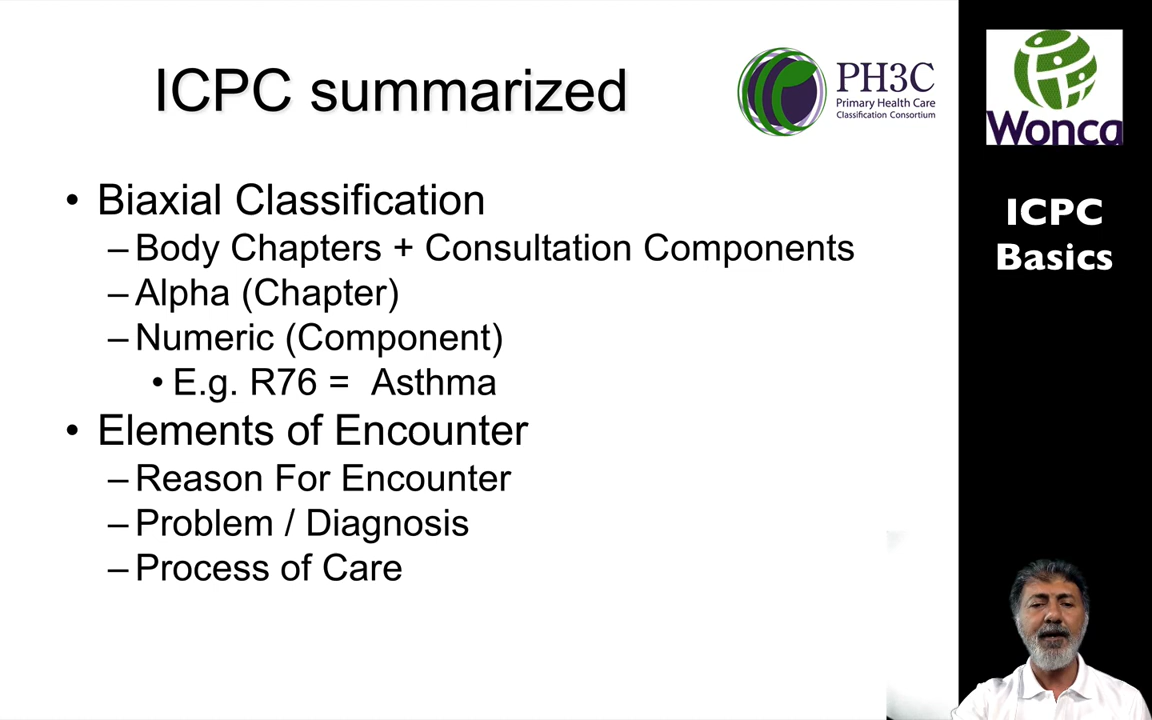 ICPC summarized
PH3C
Primary Health Care
Classification Consortium
Wonca
ICPC
Basics
• Biaxial Classification
–Body Chapters + Consultation Components
–Alpha (Chapter)
–Numeric (Component)
• E.g. R76 = Asthma
• Elements of Encounter
–Reason For Encounter
–Problem / Diagnosis
–Process of Care